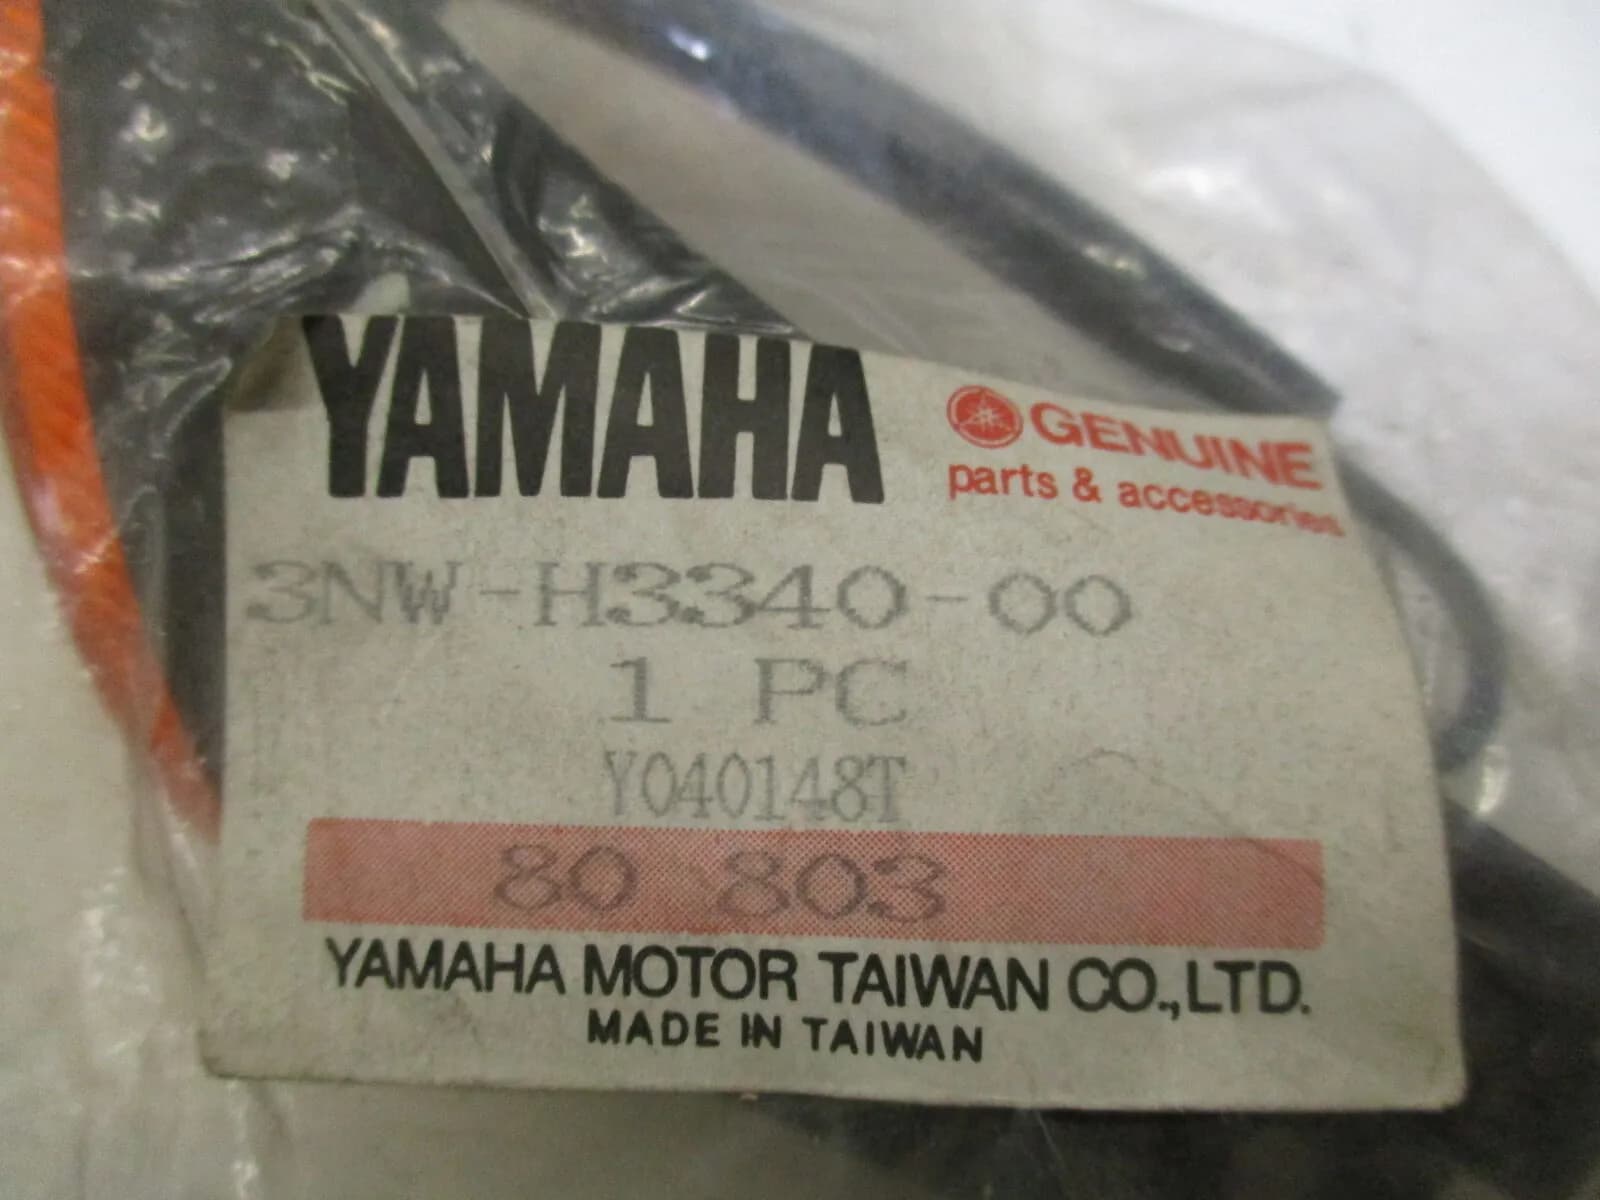 YAMAHA
GENUINE
parts & accessories
3NW-H3340-00
1 PC
Y040148T
80 803
YAMAHA MOTOR TAIWAN CO.,LTD.
MADE IN TAIWAN